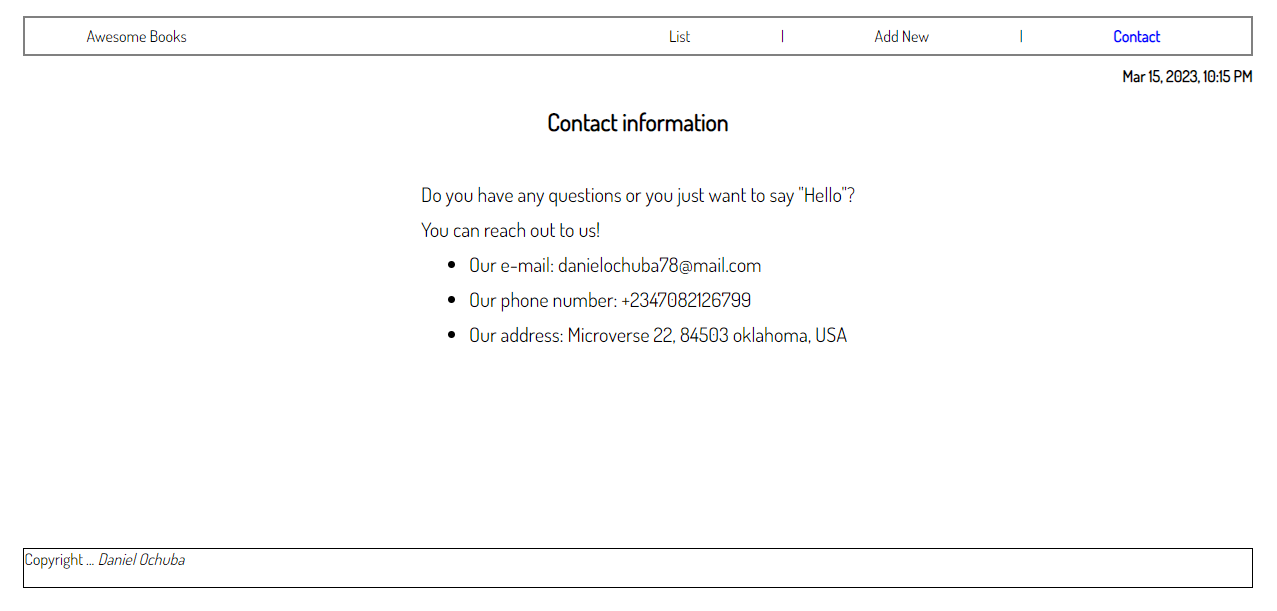 Awesome Books List | Add New | Contact
Mar 15, 2023, 10:15 PM
Contact information
Do you have any questions or you just want to say "Hello"?
You can reach out to us!
• Our e-mail: danielochuba78@mail.com
• Our phone number: +2347082126799
• Our address: Microverse 22, 84503 oklahoma, USA
Copyright ... Daniel Ochuba